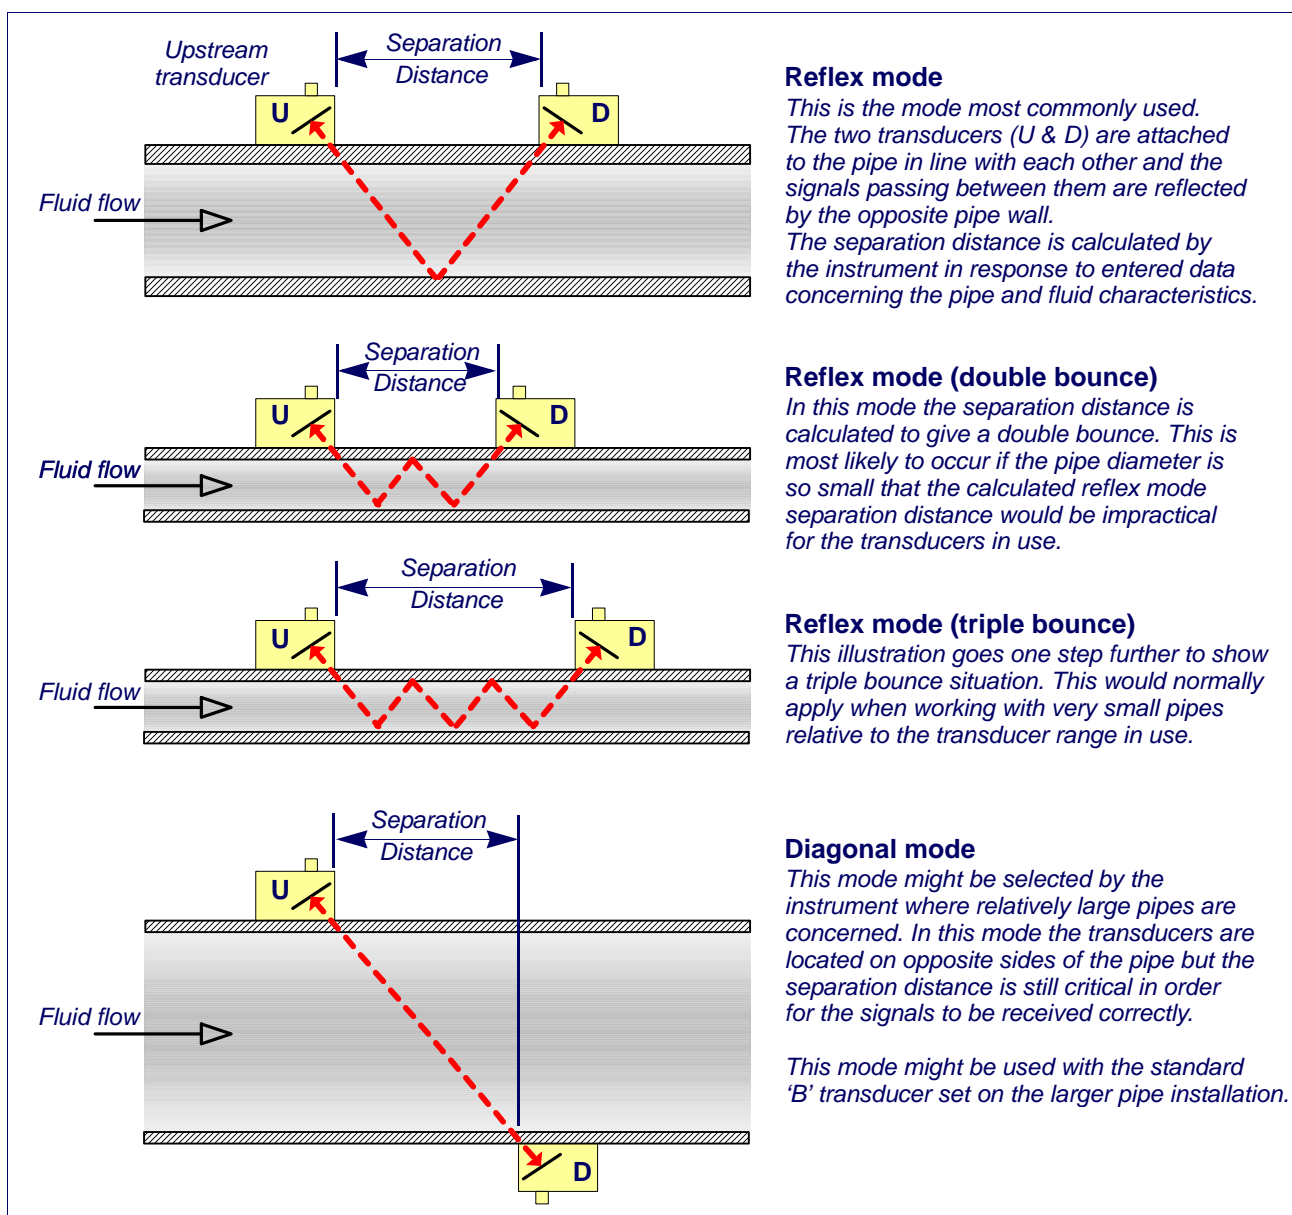 Upstream
transducer
Separation
Distance
U
D
Fluid flow
Reflex mode
This is the mode most commonly used.
The two transducers (U & D) are attached
to the pipe in line with each other and the
signals passing between them are reflected
by the opposite pipe wall.
The separation distance is calculated by
the instrument in response to entered data
concerning the pipe and fluid characteristics.
Separation
Distance
U
D
Fluid flow
Reflex mode (double bounce)
In this mode the separation distance is
calculated to give a double bounce. This is
most likely to occur if the pipe diameter is
so small that the calculated reflex mode
separation distance would be impractical
for the transducers in use.
Separation
Distance
U
D
Fluid flow
Reflex mode (triple bounce)
This illustration goes one step further to show
a triple bounce situation. This would normally
apply when working with very small pipes
relative to the transducer range in use.
Separation
Distance
U
Fluid flow
D
Diagonal mode
This mode might be selected by the
instrument where relatively large pipes are
concerned. In this mode the transducers are
located on opposite sides of the pipe but the
separation distance is still critical in order
for the signals to be received correctly.
This mode might be used with the standard
‘B’ transducer set on the larger pipe installation.